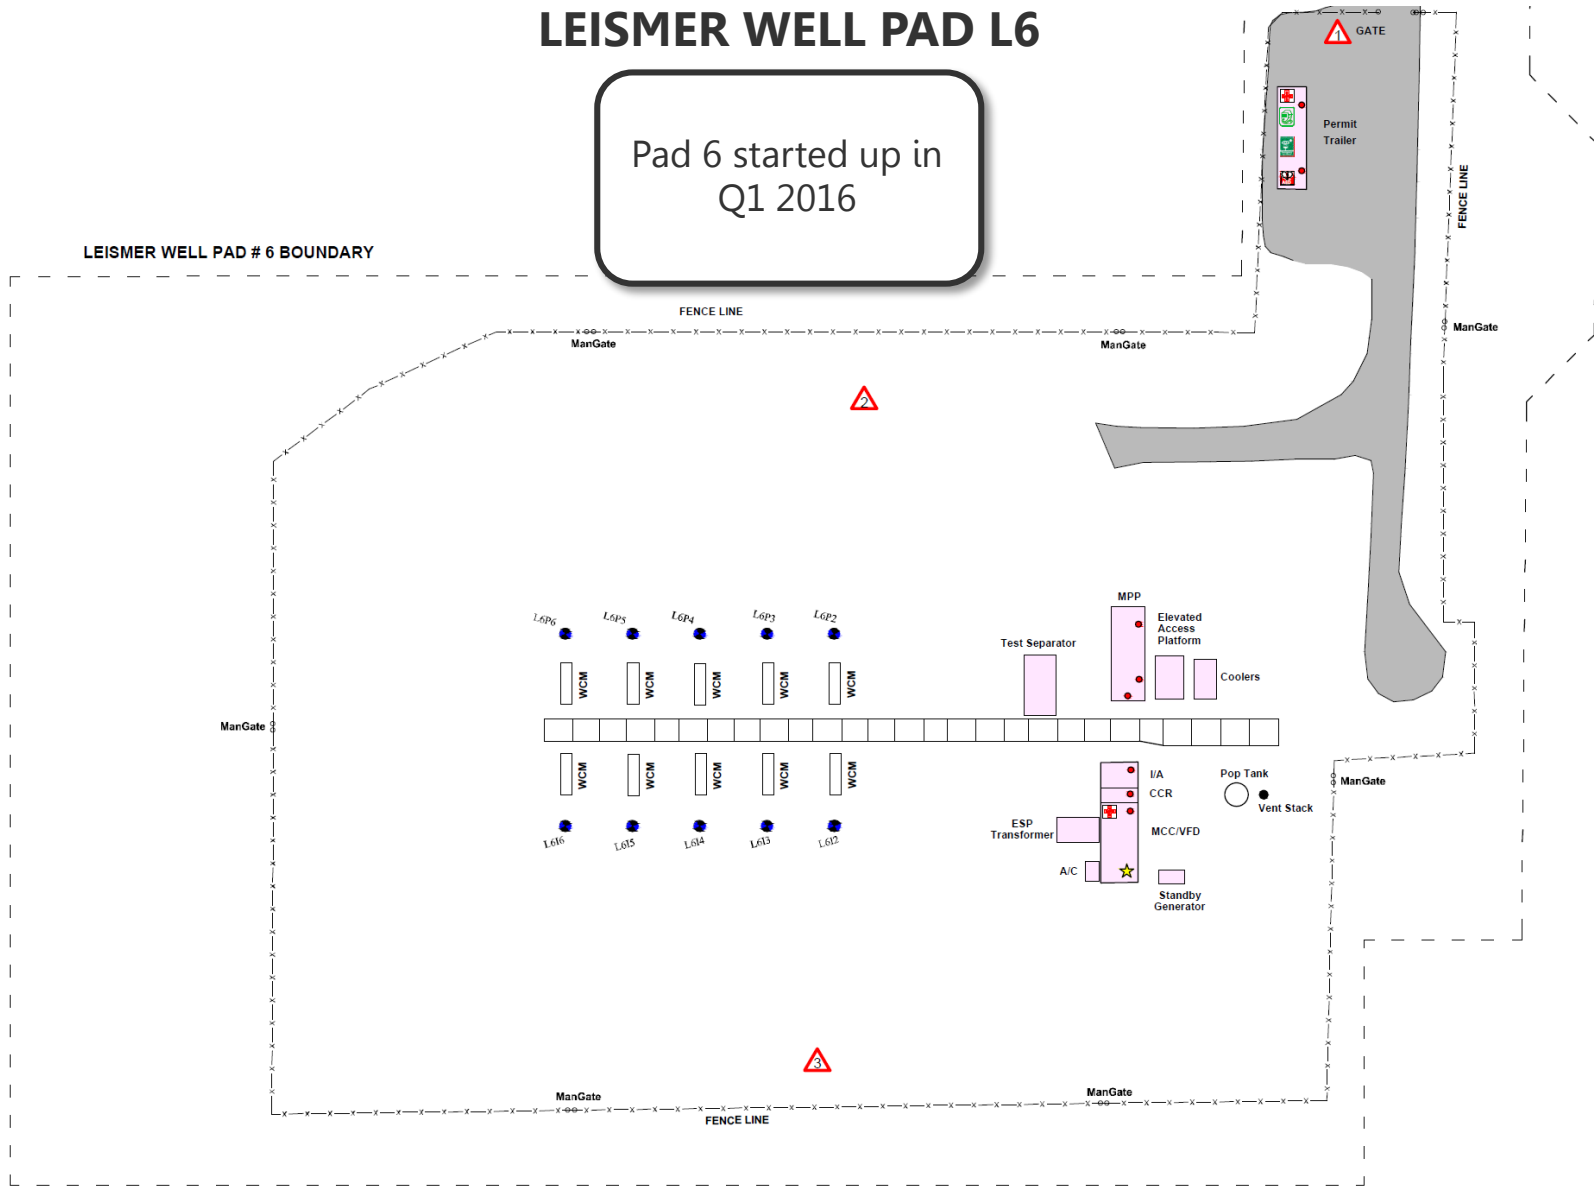 LEISMER WELL PAD L6
Pad 6 started up in
Q1 2016
1
GATE
Permit
Trailer
FENCE LINE
LEISMER WELL PAD # 6 BOUNDARY
FENCE LINE
ManGate
ManGate
ManGate
2
L6P6
L6P5
L6P4
L6P3
L6P2
WCM
WCM
WCM
WCM
WCM
MPP
Test Separator
Elevated
Access
Platform
Coolers
ManGate
WCM
WCM
WCM
WCM
WCM
L6I6
L6I5
L6I4
L6I3
L6I2
I/A
CCR
MCC/VFD
ESP
Transformer
A/C
Pop Tank
Vent Stack
ManGate
Standby
Generator
3
ManGate
ManGate
FENCE LINE